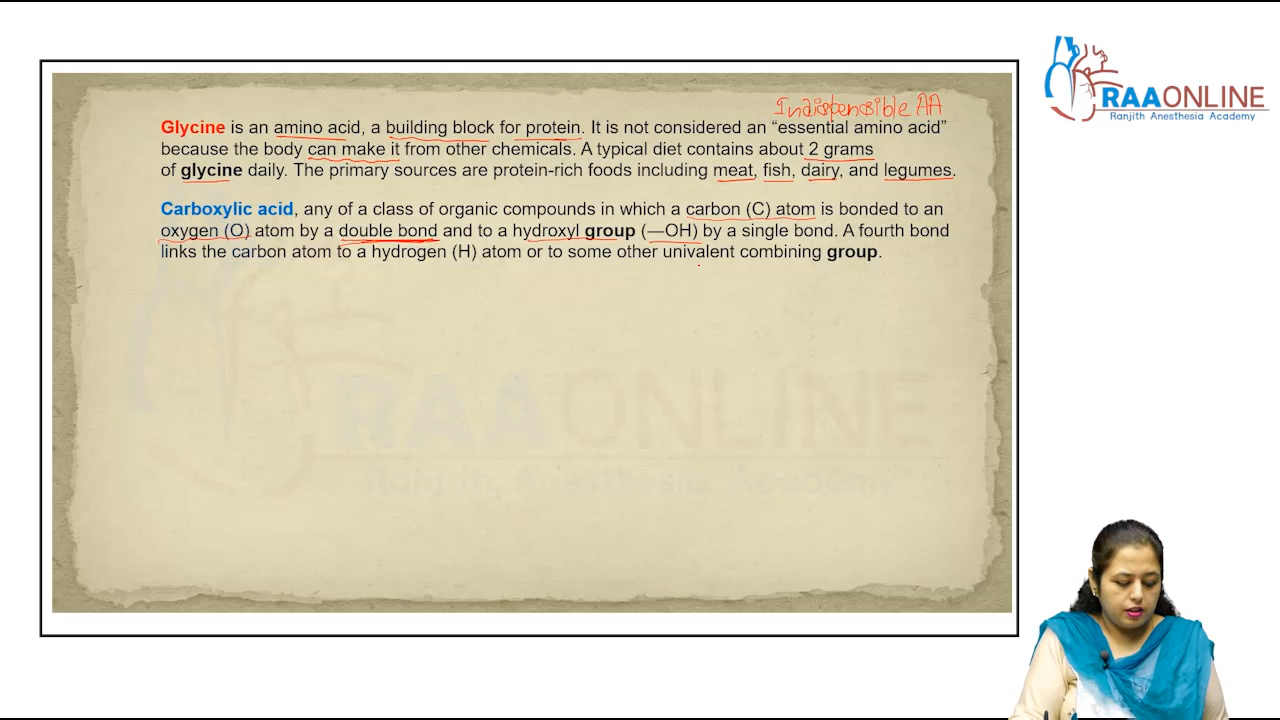 RAAONLINE
Ranjith Anesthesia Academy
Indispensible AA
Glycine is an amino acid, a building block for protein. It is not considered an “essential amino acid”
because the body can make it from other chemicals. A typical diet contains about 2 grams
of glycine daily. The primary sources are protein-rich foods including meat, fish, dairy, and legumes.
Carboxylic acid, any of a class of organic compounds in which a carbon (C) atom is bonded to an
oxygen (O) atom by a double bond and to a hydroxyl group (—OH) by a single bond. A fourth bond
links the carbon atom to a hydrogen (H) atom or to some other univalent combining group.
RAAONLINE
Ranjith Anesthesia Academy